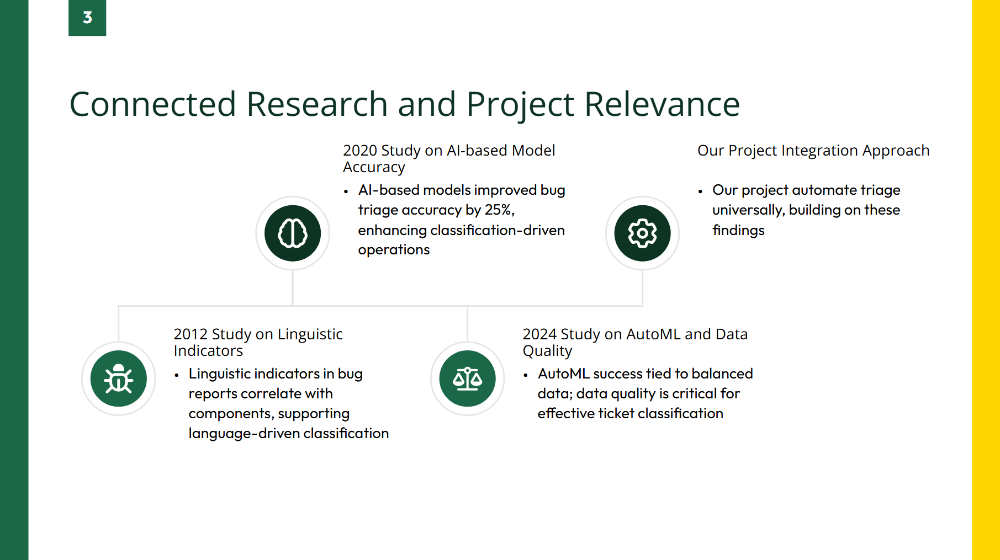 3
Connected Research and Project Relevance
2020 Study on AI-based Model
Accuracy
• AI-based models improved bug
triage accuracy by 25%,
enhancing classification-driven
operations
Our Project Integration Approach
• Our project automate triage
universally, building on these
findings
2012 Study on Linguistic
Indicators
• Linguistic indicators in bug
reports correlate with
components, supporting
language-driven classification
2024 Study on AutoML and Data
Quality
• AutoML success tied to balanced
data; data quality is critical for
effective ticket classification